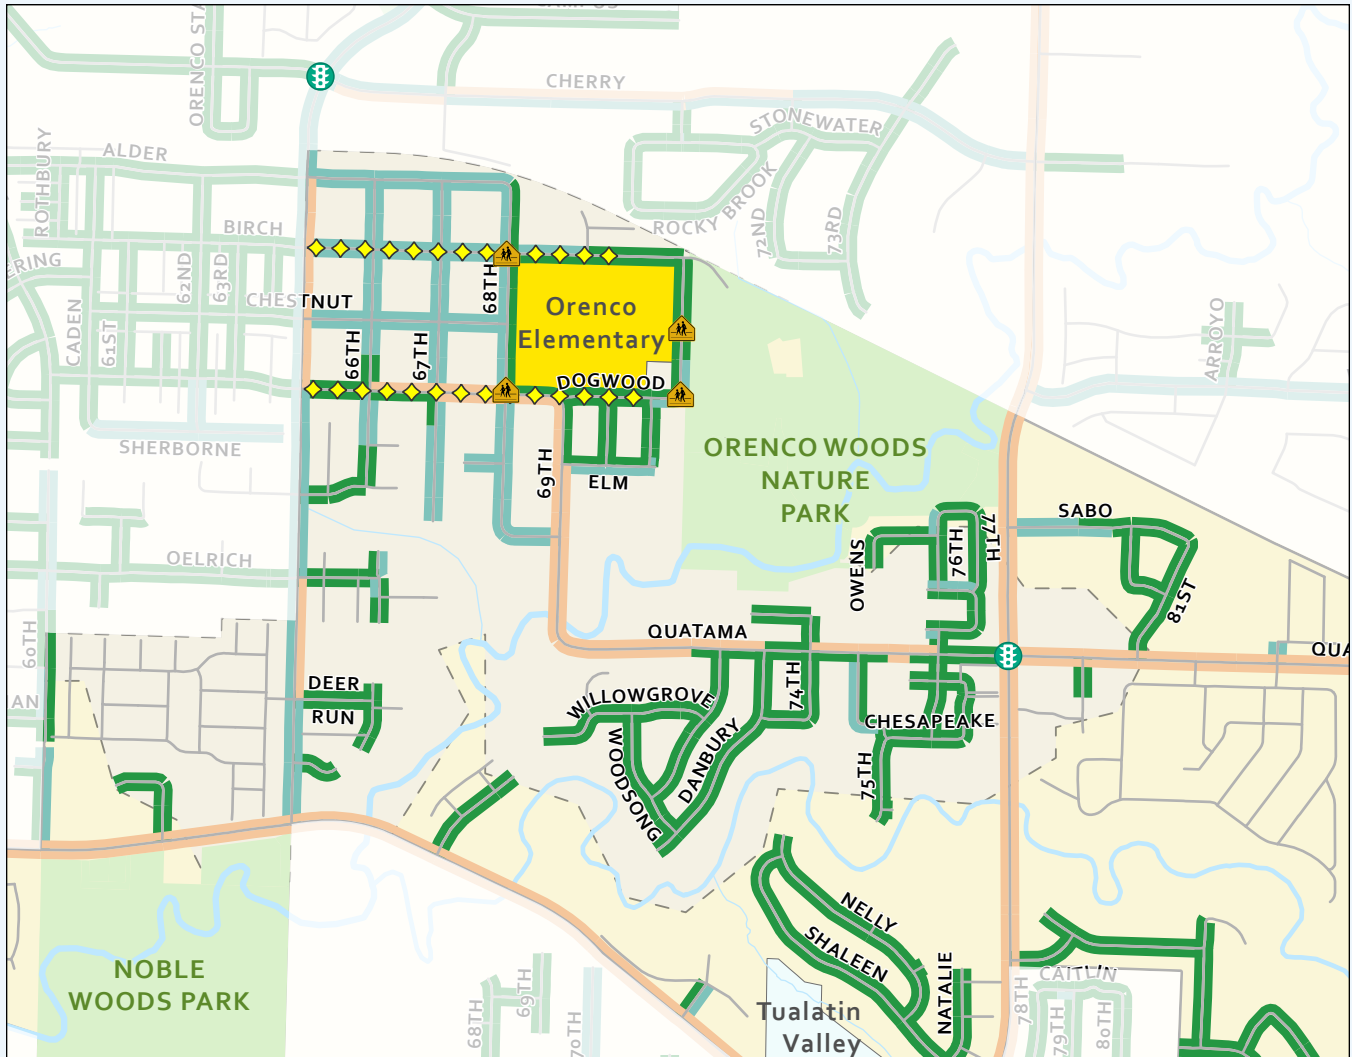 ORENCO STA
CHERRY
STONEWATER
ROTHBURY
ALDER
ROCKY BROOK
72ND
73RD
BIRCH
ERING
62ND
63RD
68TH
CHESTNUT
CADEN
61ST
Orenco
Elementary
66TH
67TH
DOGWOOD
ARROYO
SHERBORNE
ORENCO WOODS
NATURE
PARK
69TH
ELM
SABO
77TH
76TH
OELRICH
OWENS
81ST
60TH
QUATAMA
QUA
DEER
RUN
AN
74TH
WILLOWGROVE
CHESAPEAKE
WOODSONG
DANBURY
75TH
NELLY
SHALEEN
NATALIE
NOBLE
WOODS PARK
CAITLIN
69TH
68TH
70TH
78TH
79TH
80TH
Tualatin
Valley